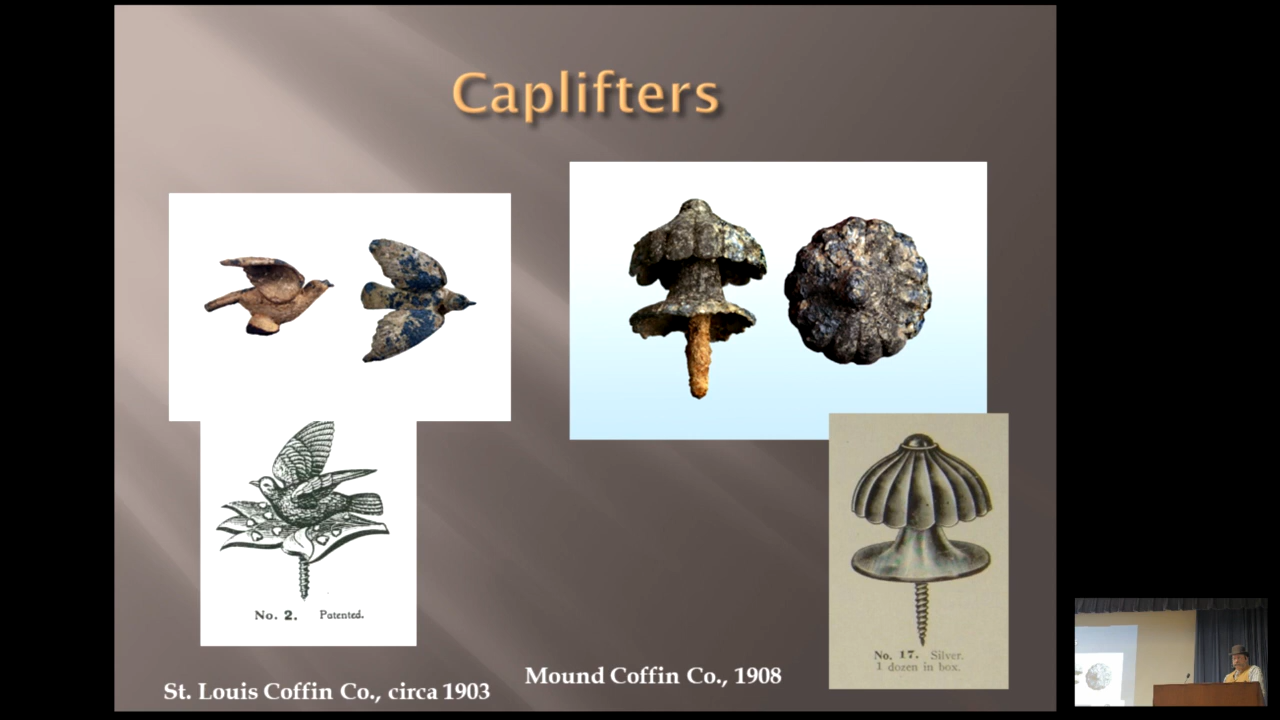 Caplifters
No. 2. Patented.
No. 17. Silver.
1 dozen in box.
St. Louis Coffin Co., circa 1903
Mound Coffin Co., 1908